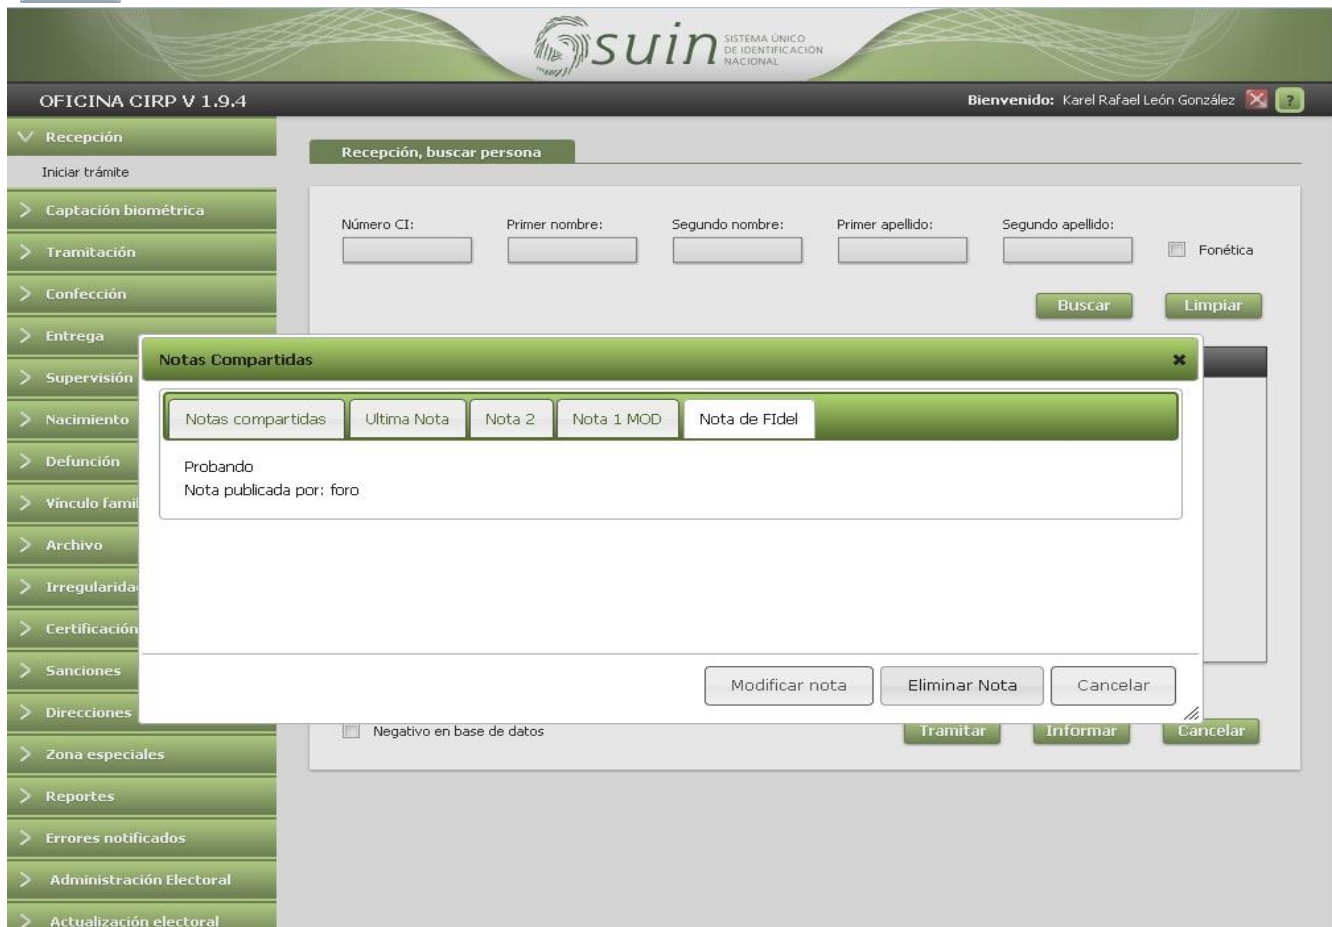 suin SISTEMA ÚNICO
DE IDENTIFICACIÓN
NACIONAL
OFICINA CIRP V 1.9.4
Bienvenido: Karel Rafael León González
?
Recepción
Iniciar trámite
Captación biométrica
Tramitación
Confección
Entrega
Supervisión
Nacimiento
Defunción
Vínculo famil
Archivo
Irregularida
Certificación
Sanciones
Direcciones
Zona especiales
Reportes
Errores notificados
Administración Electoral
Actualización electoral
Recepción, buscar persona
Número CI: Primer nombre: Segundo nombre: Primer apellido: Segundo apellido:
Fonética
Buscar Limpiar
Notas Compartidas
Notas compartidas Ultima Nota Nota 2 Nota 1 MOD Nota de FIdel
Probando
Nota publicada por: foro
Modificar nota Eliminar Nota Cancelar
Negativo en base de datos Tramitar Informar Cancelar